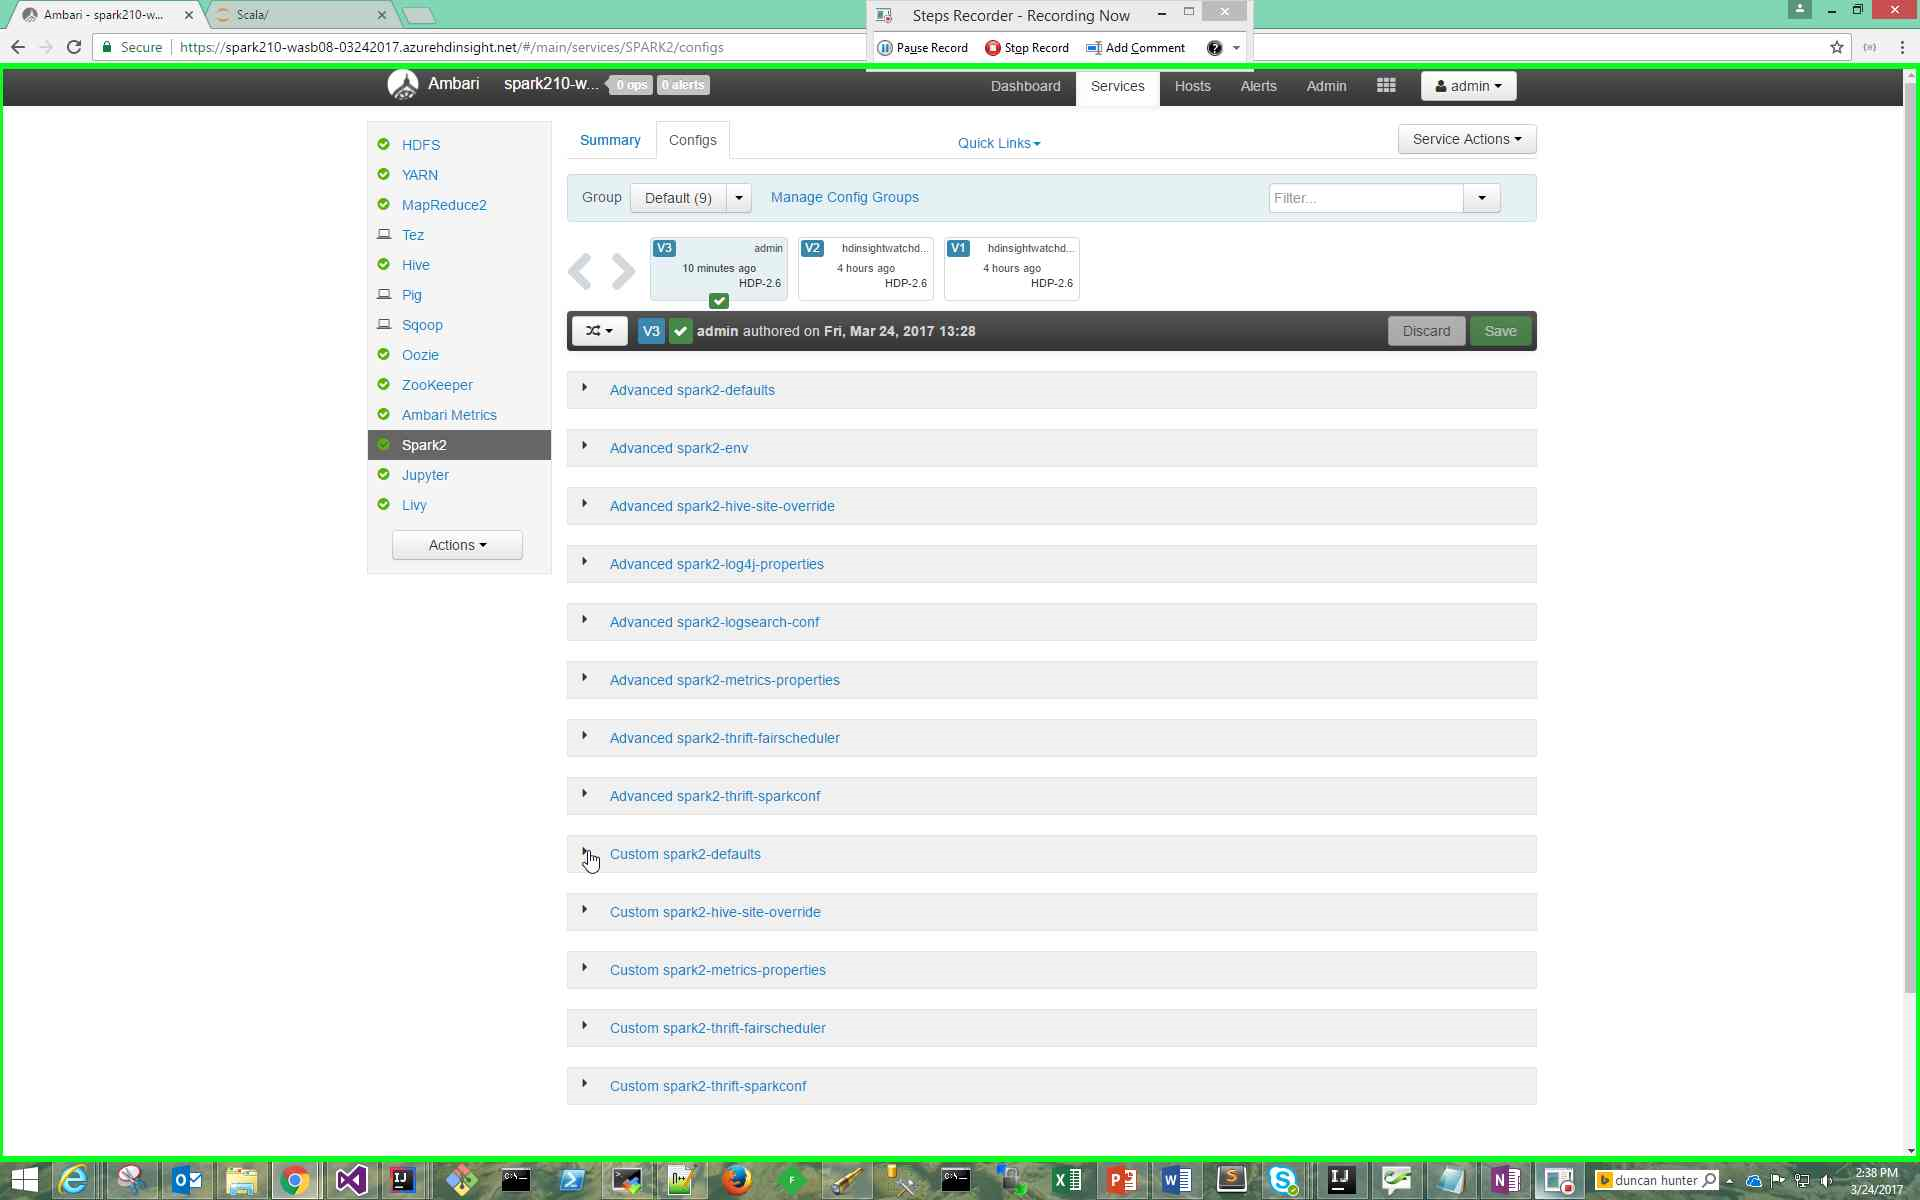 Ambari - spark210-w...
Scala/
Steps Recorder - Recording Now
Pause Record
Stop Record
Add Comment
Secure
https://spark210-wasb08-03242017.azurehdinsight.net/#/main/services/SPARK2/configs
Ambari
spark210-w...
0 ops
0 alerts
Dashboard
Services
Hosts
Alerts
Admin
admin
HDFS
YARN
MapReduce2
Tez
Hive
Pig
Sqoop
Oozie
ZooKeeper
Ambari Metrics
Spark2
Jupyter
Livy
Actions
Summary
Configs
Quick Links
Service Actions
Group
Default (9)
Manage Config Groups
Filter...
V3 admin
10 minutes ago
HDP-2.6
V2 hdinsightwatchd...
4 hours ago
HDP-2.6
V1 hdinsightwatchd...
4 hours ago
HDP-2.6
V3 admin authored on Fri, Mar 24, 2017 13:28
Discard
Save
Advanced spark2-defaults
Advanced spark2-env
Advanced spark2-hive-site-override
Advanced spark2-log4j-properties
Advanced spark2-logsearch-conf
Advanced spark2-metrics-properties
Advanced spark2-thrift-fairscheduler
Advanced spark2-thrift-sparkconf
Custom spark2-defaults
Custom spark2-hive-site-override
Custom spark2-metrics-properties
Custom spark2-thrift-fairscheduler
Custom spark2-thrift-sparkconf
duncan hunter
2:38 PM
3/24/2017